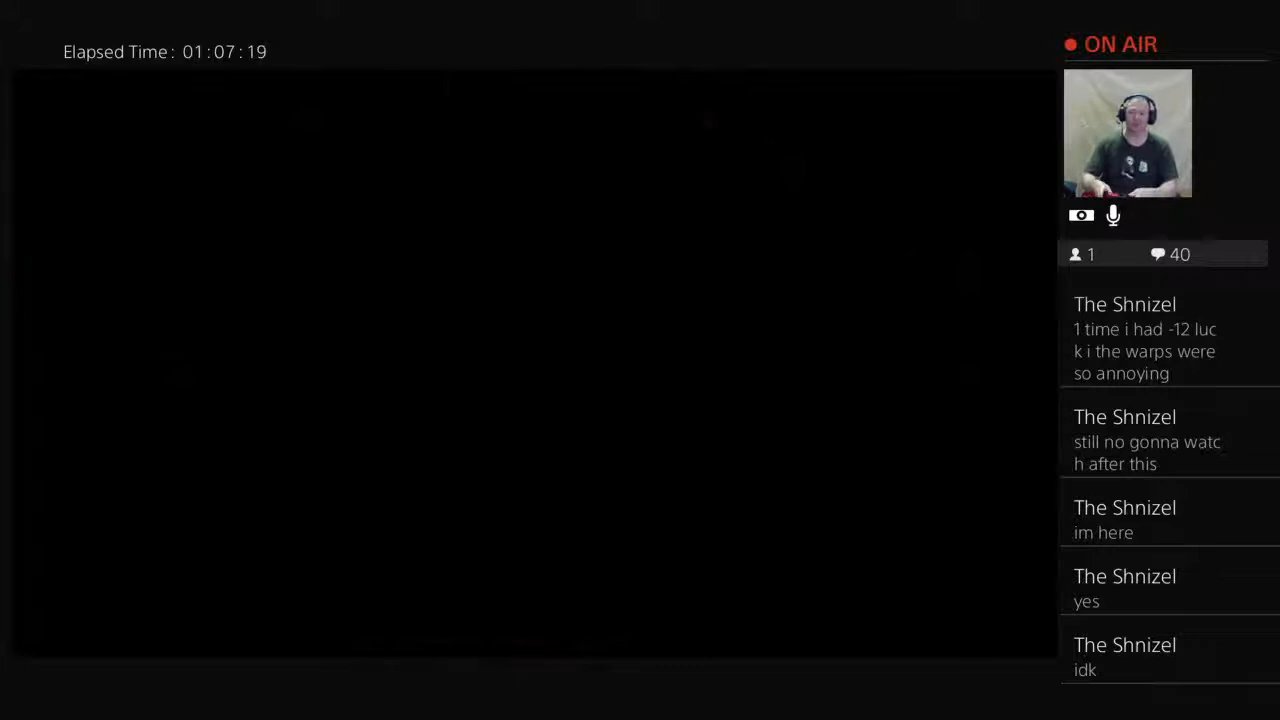 Elapsed Time: 01:07:19
ON AIR
1
40
The Shnizel
1 time i had -12 luc
k i the warps were
so annoying
The Shnizel
still no gonna watc
h after this
The Shnizel
im here
The Shnizel
yes
The Shnizel
idk